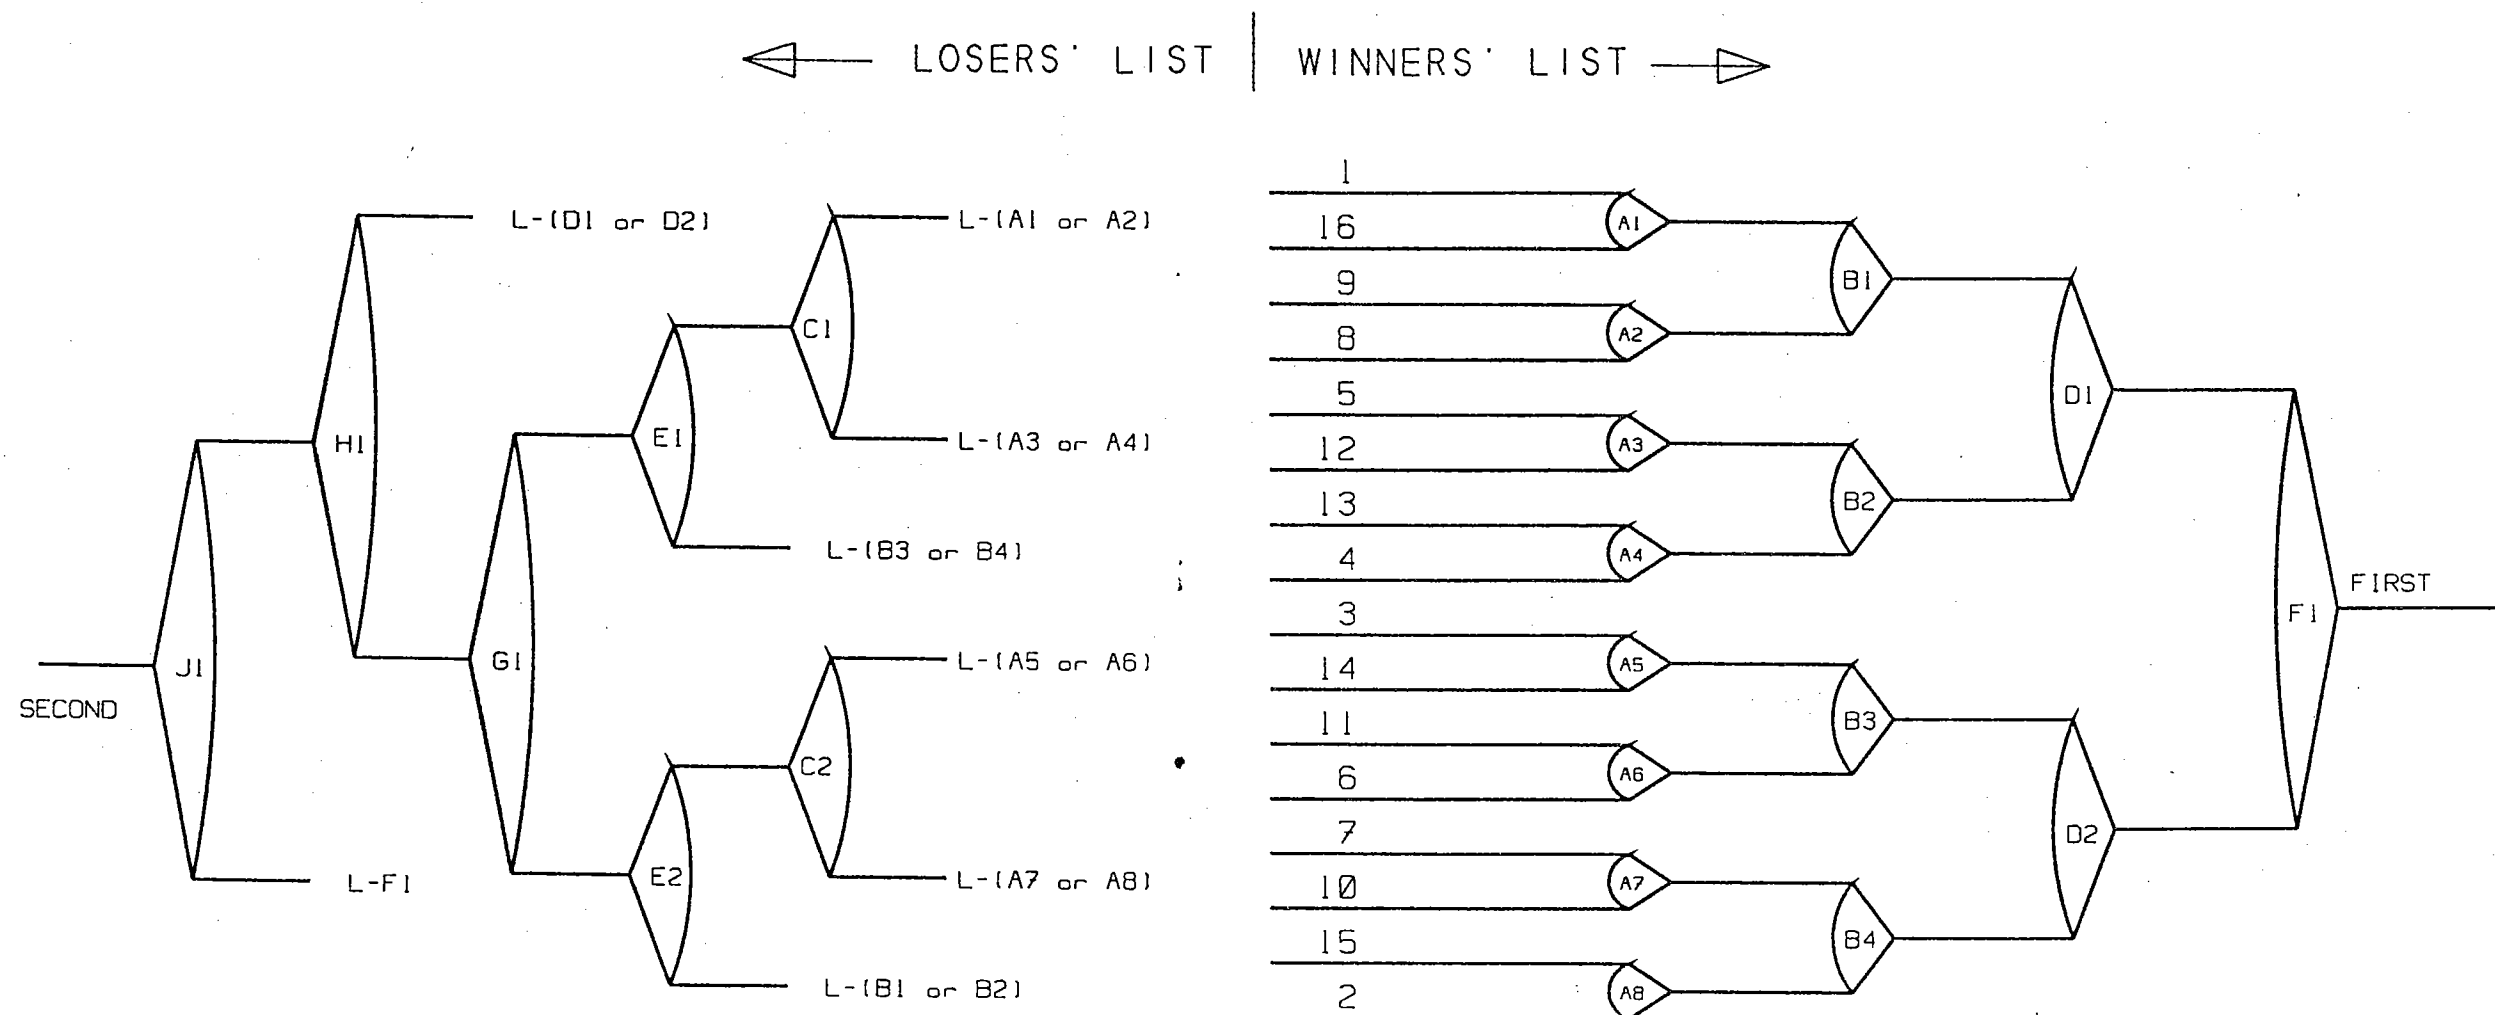 LOSERS' LIST
WINNERS' LIST
L-(D1 or D2)
L-(A1 or A2)
C1
L-(A3 or A4)
H1
E1
L-(B3 or B4)
L-(A5 or A6)
J1
G1
SECOND
C2
E2
L-(A7 or A8)
L-F1
L-(B1 or B2)
1
16
9
8
5
12
13
4
3
14
11
6
7
10
15
2
A1
A2
A3
A4
A5
A6
A7
A8
B1
B2
B3
B4
D1
D2
F1
FIRST